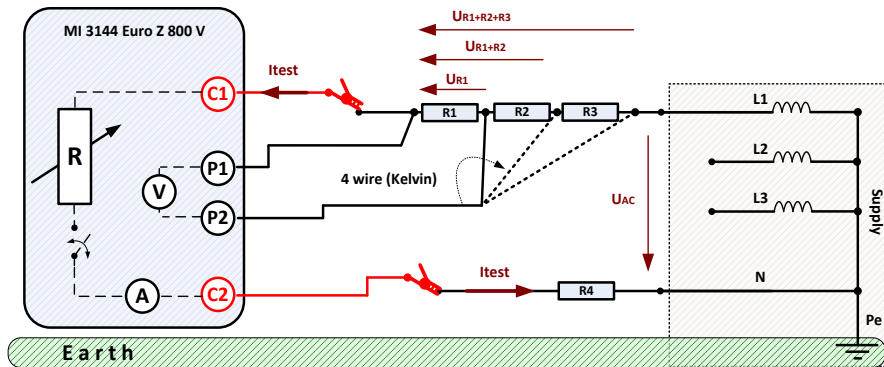 MI 3144 Euro Z 800 V
UR1+R2+R3
UR1+R2
UR1
Itest
C1
R1
R2
R3
L1
R
P1
V
P2
4 wire (Kelvin)
L2
L3
UAC
Supply
A
C2
Itest
R4
N
Pe
Earth